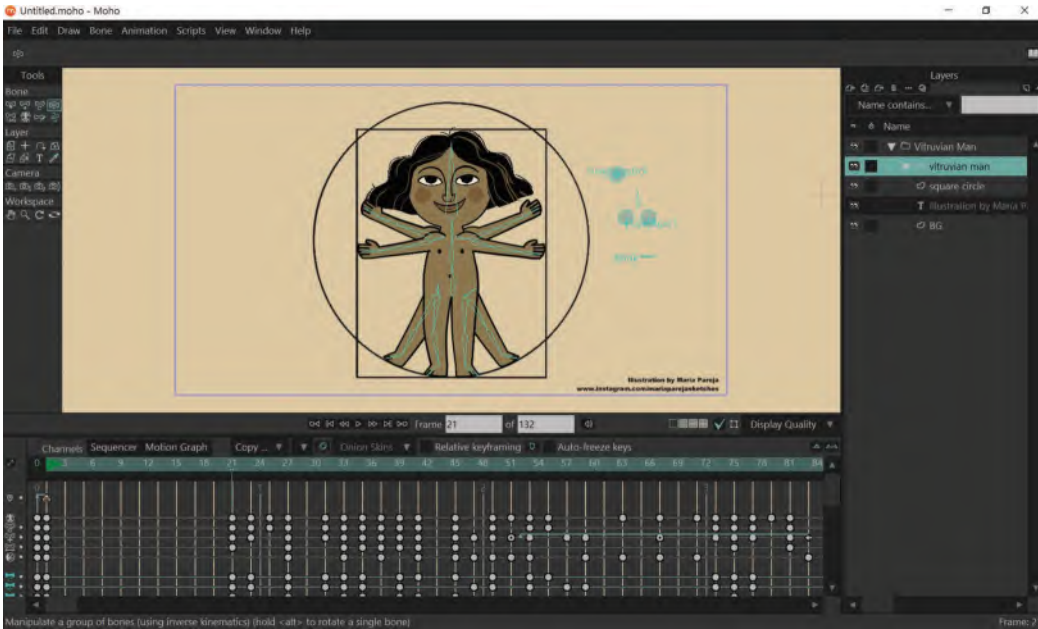 Untitled.moho - Moho
File Edit Draw Bone Animation Scripts View Window Help
Tools
Bone
Layer
Camera
Workspace
Layers
Name contains...
Name
Vitruvian Man
vitruvian man
square circle
T Illustration by Maria P
BG
Illustration by Maria Pareja
www.instagram.com/mariaparejasketches
Frame 21 of 132 Display Quality
Channels Sequencer Motion Graph Copy... Onion Skins Relative keyframing Auto-freeze keys
0 3 6 9 12 15 18 21 24 27 30 33 36 39 42 45 48 51 54 57 60 63 66 69 72 75 78 81 84
Manipulate a group of bones (using inverse kinematics) (hold <alt> to rotate a single bone) Frame: 2